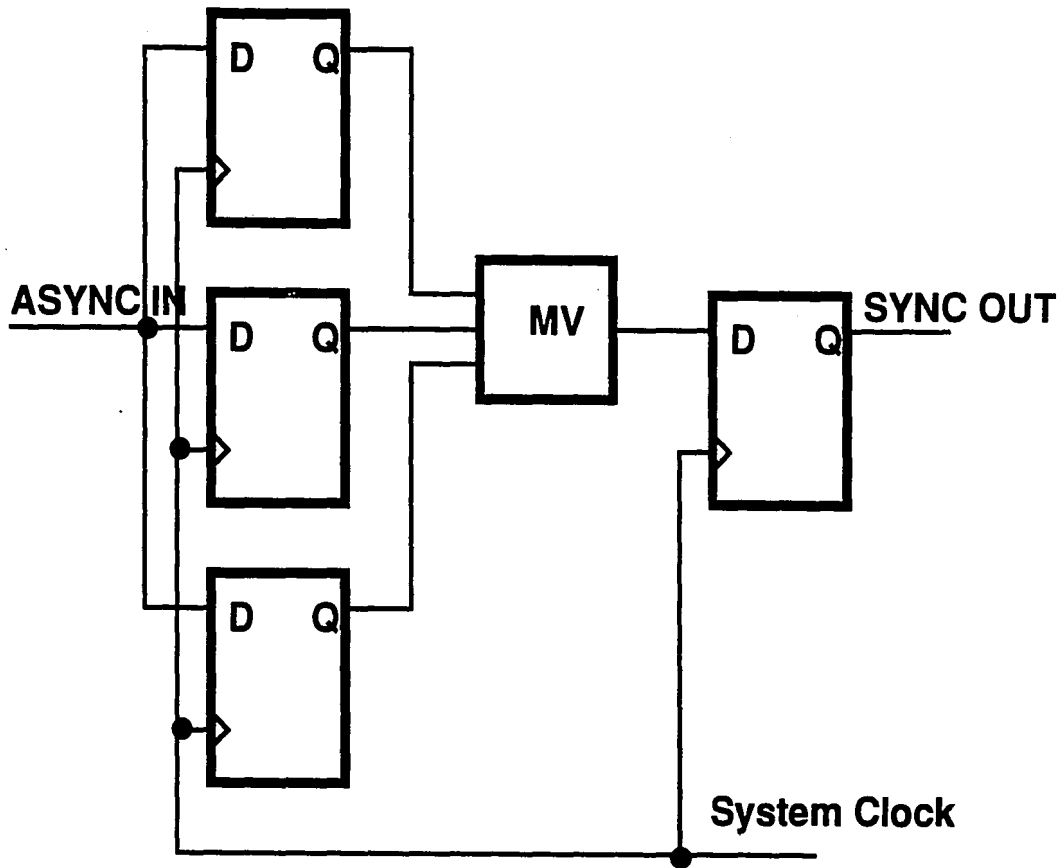 D Q
ASYNC IN
D Q
MV
D Q
SYNC OUT
D Q
System Clock